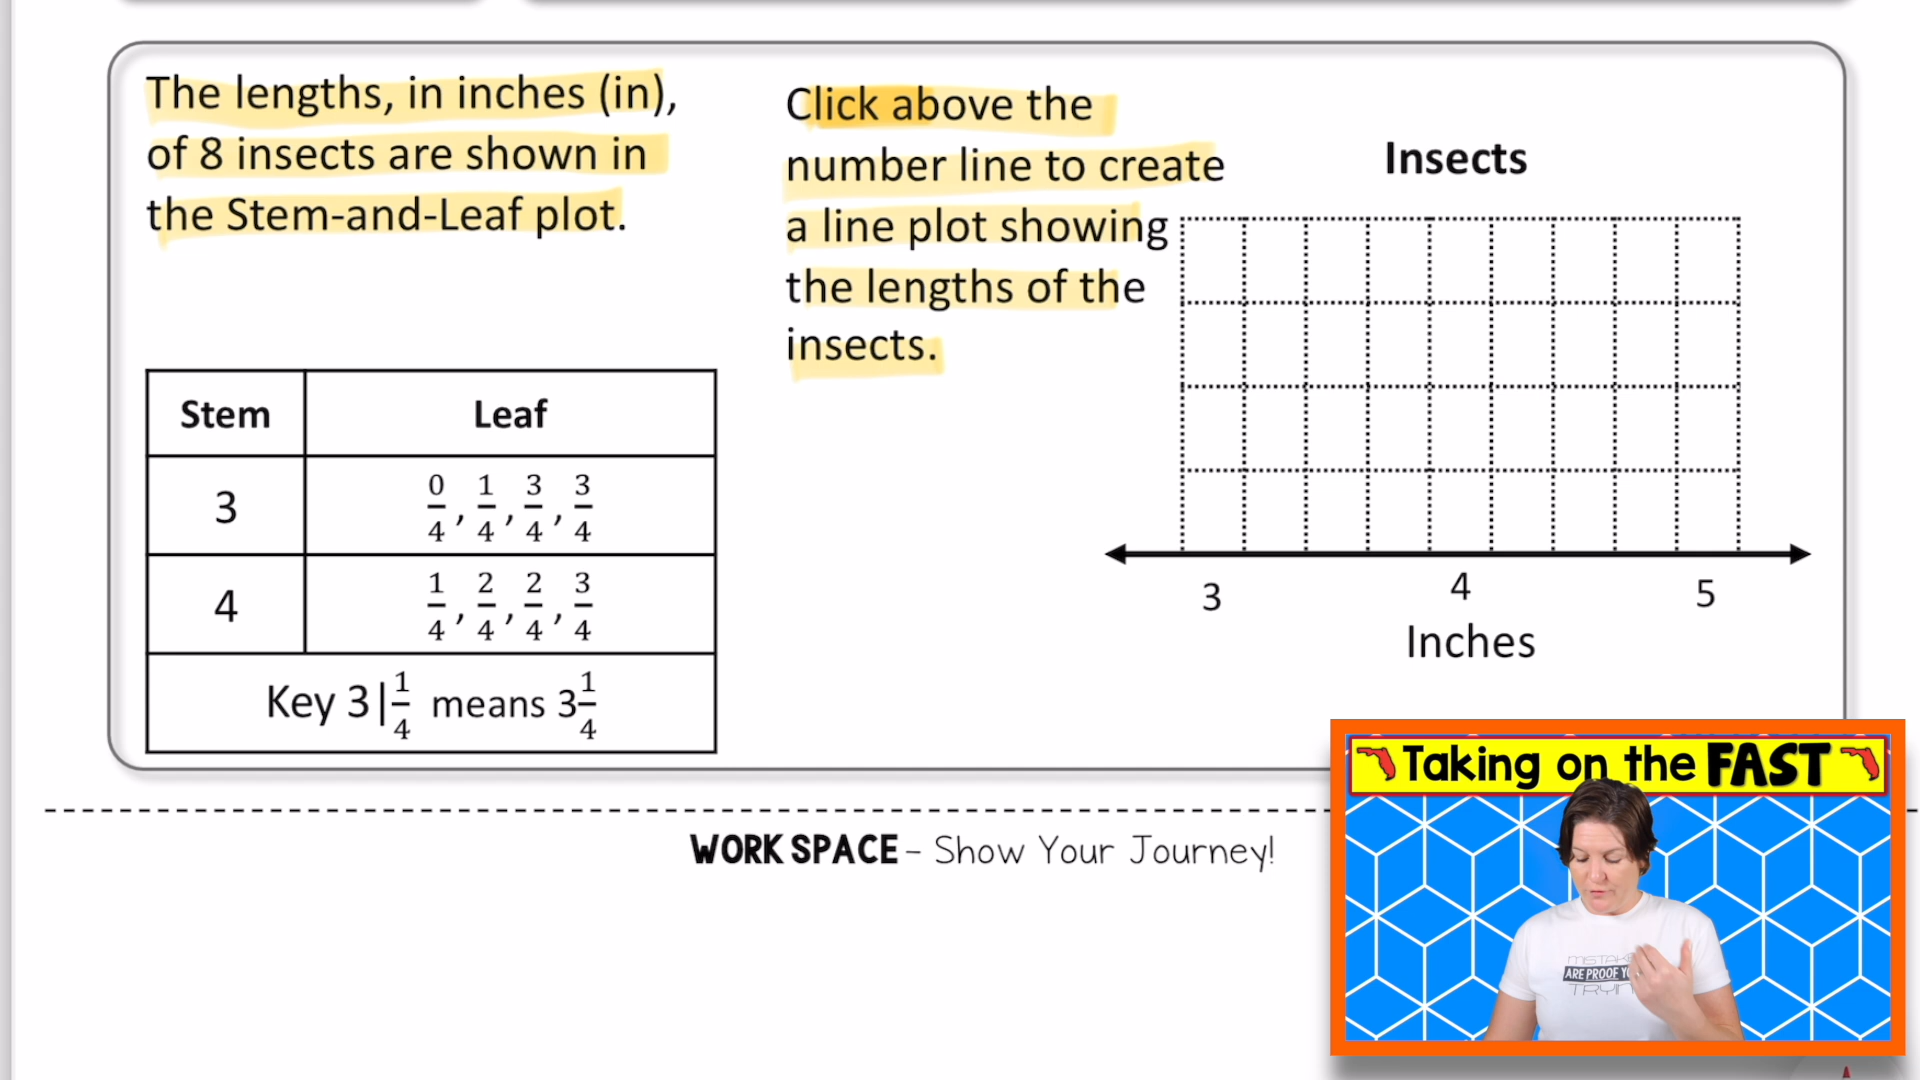 The lengths, in inches (in),
of 8 insects are shown in
the Stem-and-Leaf plot.
Click above the
number line to create
a line plot showing
the lengths of the
insects.
Insects
Stem Leaf
3 0/4, 1/4, 3/4, 3/4
4 1/4, 2/4, 2/4, 3/4
Key 3|1/4 means 3 1/4
3 4 5
Inches
Taking on the FAST
WORK SPACE - Show Your Journey!
ARE PROOF